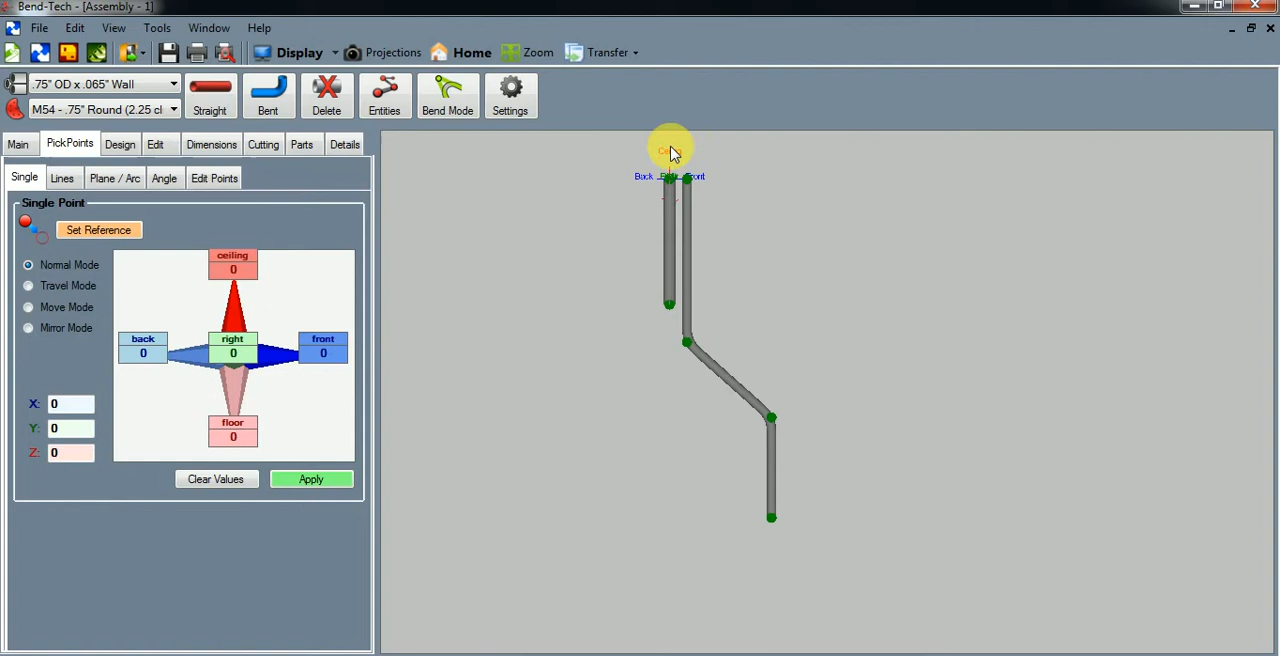 Bend-Tech - [Assembly - 1]
File Edit View Tools Window Help
Display Projections Home Zoom Transfer
.75" OD x .065" Wall
M54 - .75" Round (2.25 cl
Straight Bent Delete Entities Bend Mode Settings
Main PickPoints Design Edit Dimensions Cutting Parts Details
Single Lines Plane / Arc Angle Edit Points
Single Point
Set Reference
Normal Mode
Travel Mode
Move Mode
Mirror Mode
ceiling
0
back right front
0 0 0
floor
0
X: 0
Y: 0
Z: 0
Clear Values Apply
Back Front